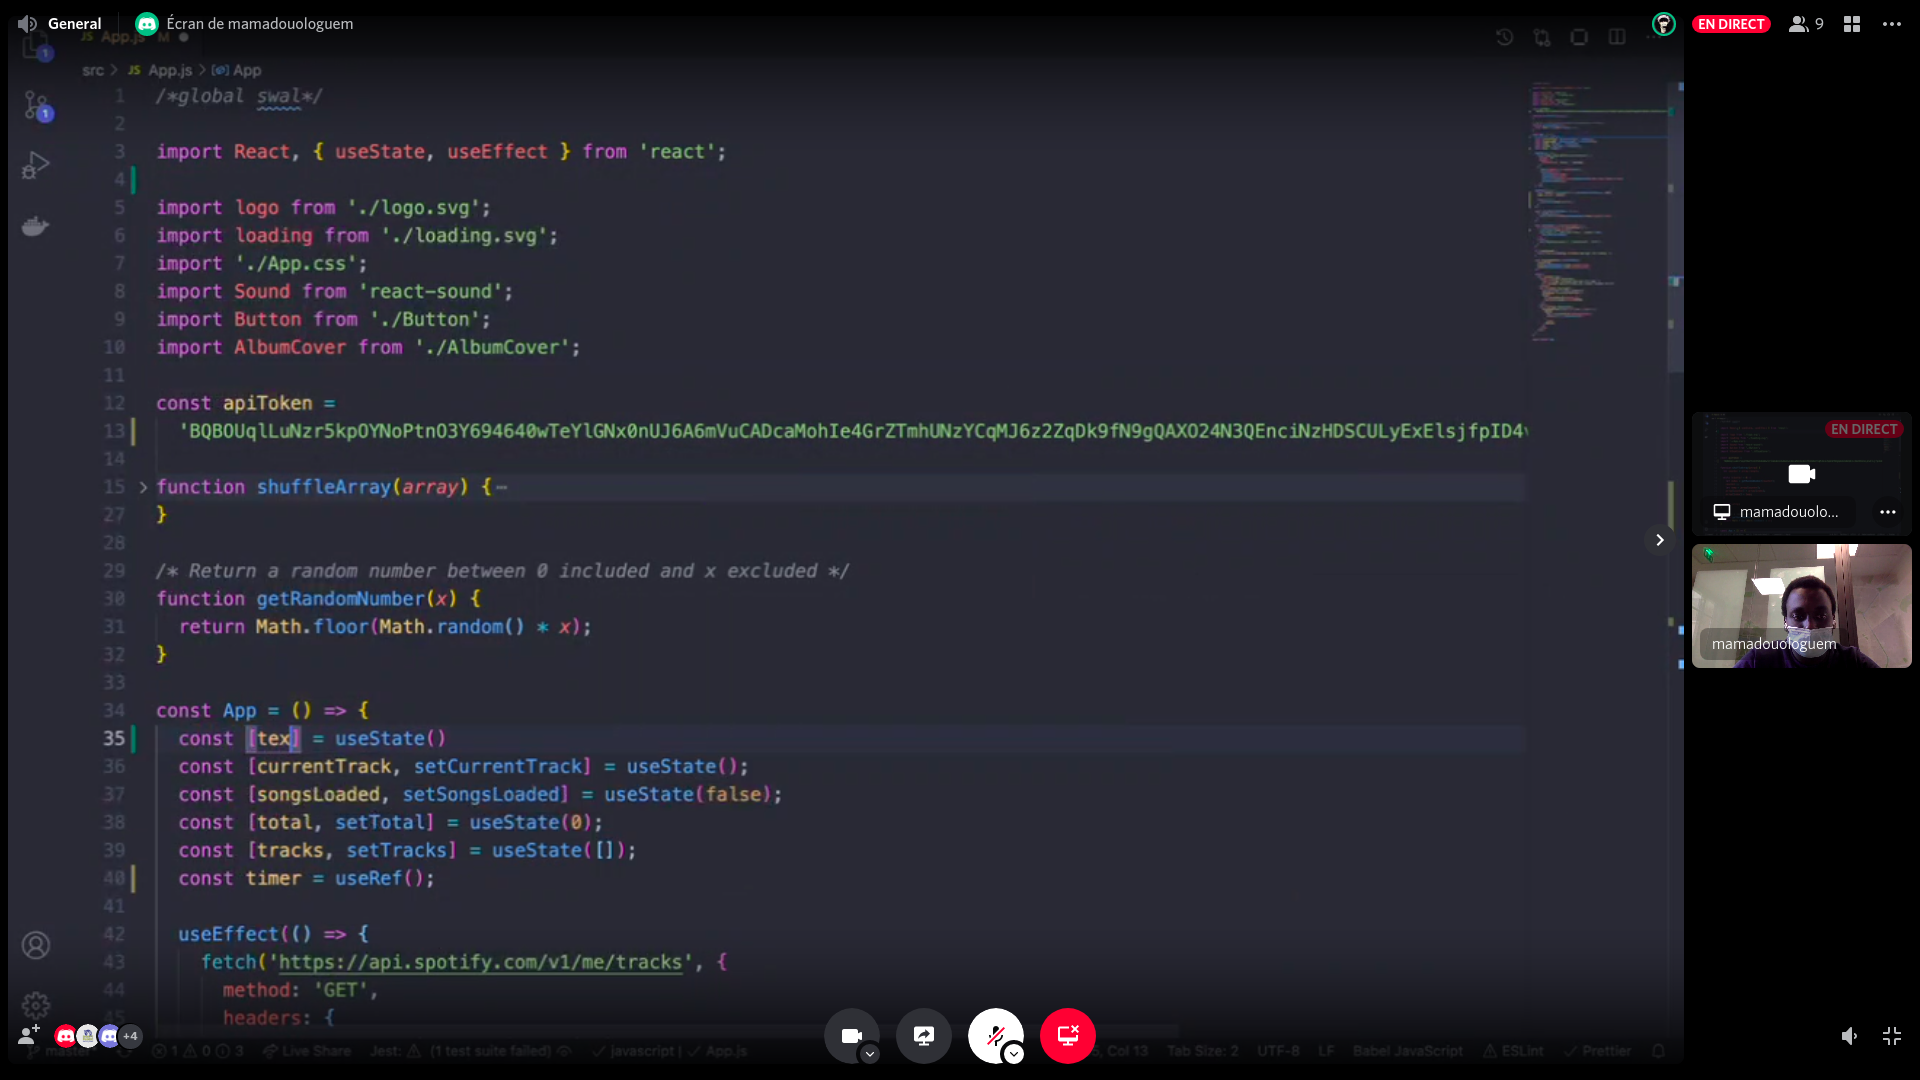 General
Écran de mamadouologuem
EN DIRECT
9
JS App.js M
src > JS App.js > App
1 /*global swal*/
2
3 import React, { useState, useEffect } from 'react';
4
5 import logo from './logo.svg';
6 import loading from './loading.svg';
7 import './App.css';
8 import Sound from 'react-sound';
9 import Button from './Button';
10 import AlbumCover from './AlbumCover';
11
12 const apiToken =
13
14
15 function shuffleArray(array) {
27 }
28
29 /* Return a random number between 0 included and x excluded */
30 function getRandomNumber(x) {
31 return Math.floor(Math.random() * x);
32 }
33
34 const App = () => {
35 const [tex] = useState()
36 const [currentTrack, setCurrentTrack] = useState();
37 const [songsLoaded, setSongsLoaded] = useState(false);
38 const [total, setTotal] = useState(0);
39 const [tracks, setTracks] = useState([]);
40 const timer = useRef();
41
42 useEffect(() => {
43 fetch('https://api.spotify.com/v1/me/tracks', {
44 method: 'GET',
45 headers: {
1
1
EN DIRECT
mamadouolo...
mamadouologuem
+4
master*
1 0 3
Live Share
Jest: (1 test suite failed)
javascript | App.js
Col 13
Tab Size: 2
UTF-8
LF
Babel JavaScript
ESLint
Prettier